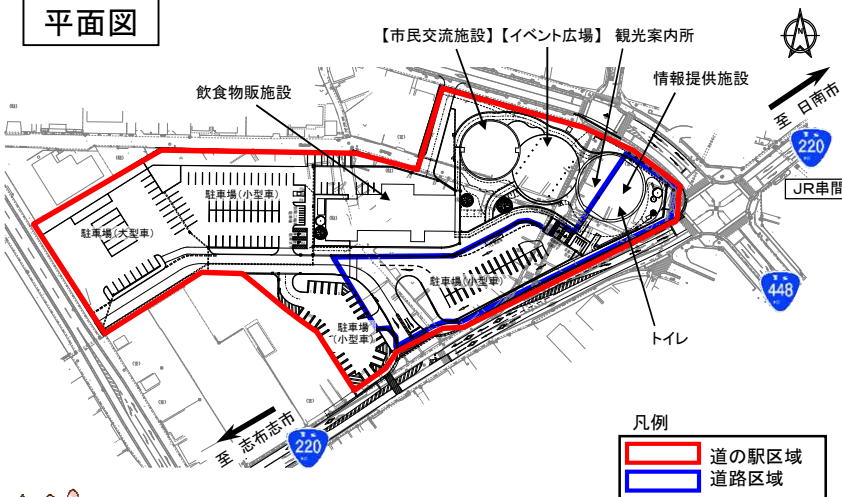 平面図
【市民交流施設】【イベント広場】 観光案内所
情報提供施設
飲食物販施設
至 日南市
220
JR串間
駐車場(小型車)
駐車場(大型車)
駐車場(小型車)
448
駐車場
(小型車)
トイレ
至 志布志市
220
凡例
道の駅区域
道路区域